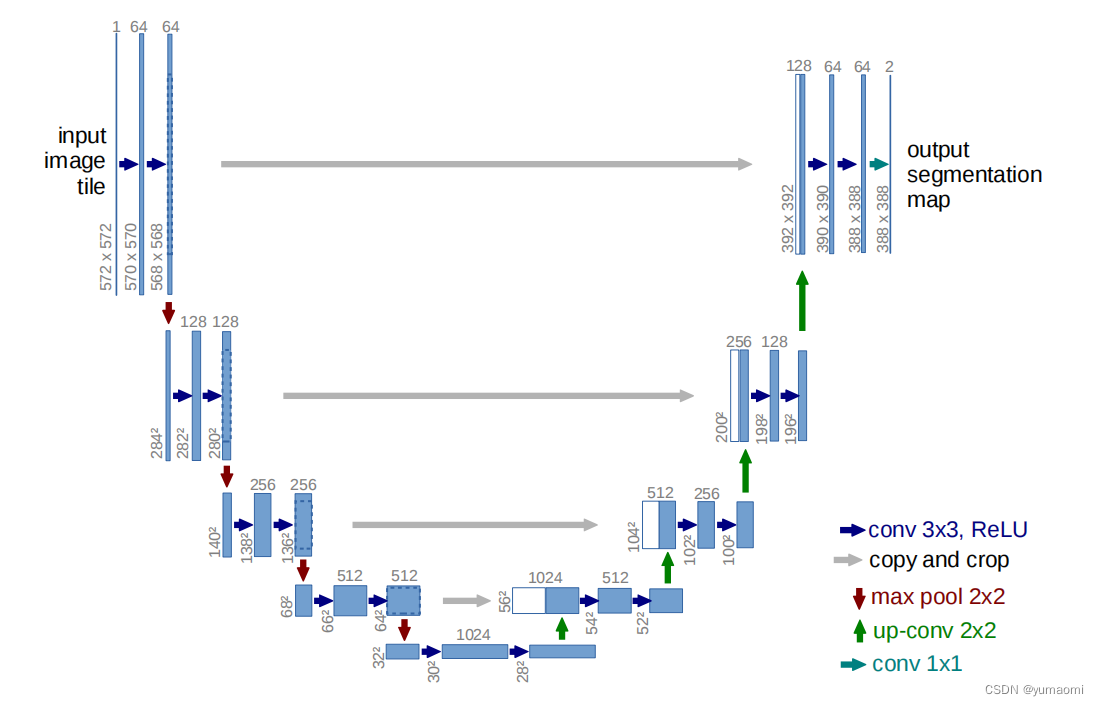 1 64 64
128 64 64 2
input
image
tile
output
segmentation
map
572 x 572
570 x 570
568 x 568
392 x 392
390 x 390
388 x 388
388 x 388
128 128
256 128
284²
282²
280²
200²
198²
196²
256 256
512 256
140²
138²
136²
104²
102²
100²
conv 3x3, ReLU
copy and crop
512 512
1024 512
68²
66²
64²
56²
54²
52²
max pool 2x2
up-conv 2x2
1024
32²
30²
28²
conv 1x1
CSDN @yumaomi